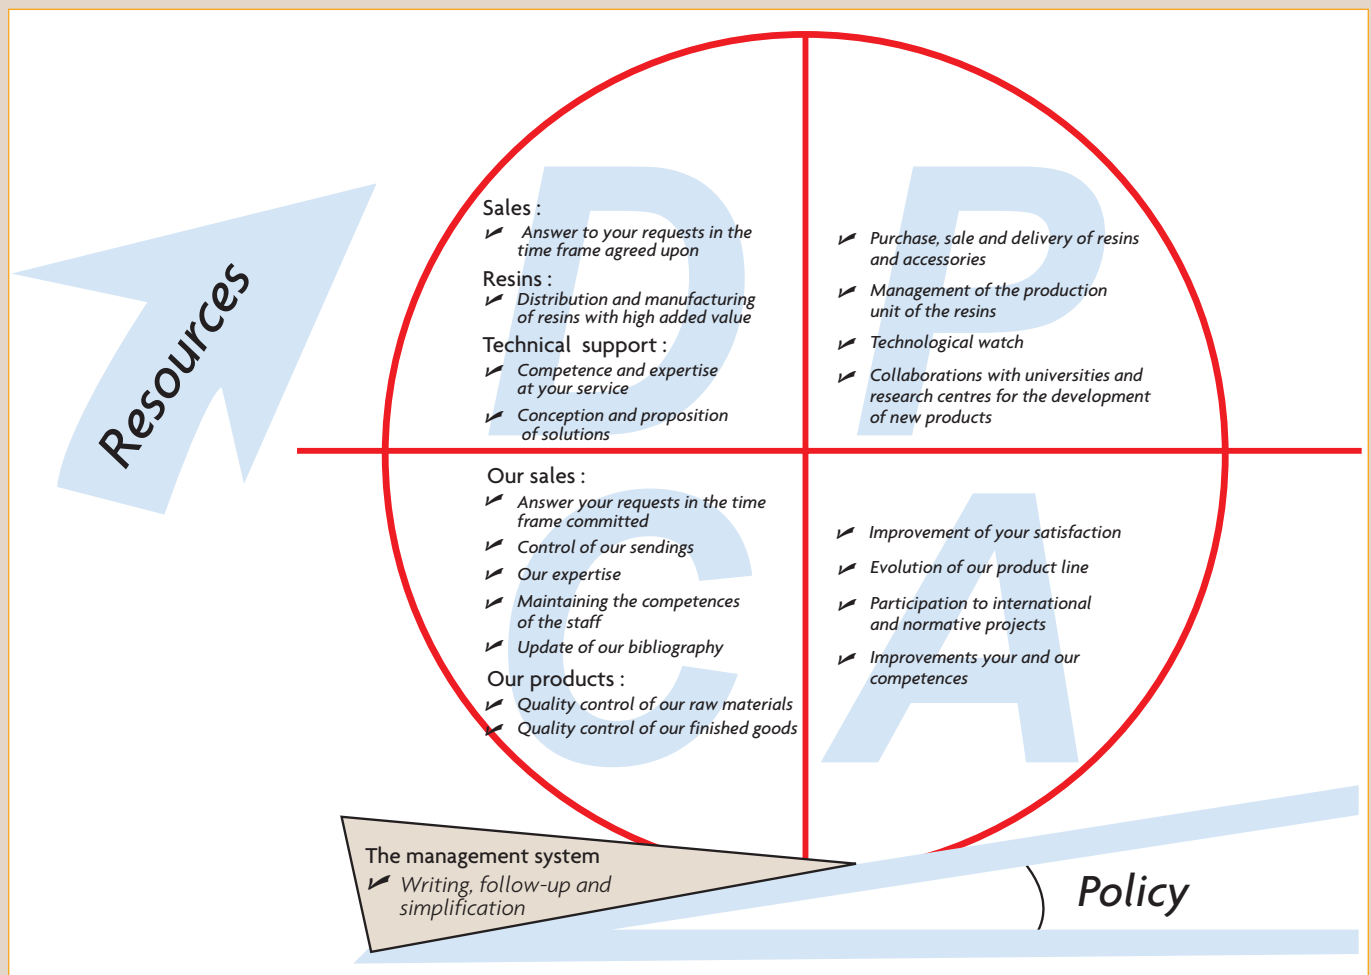 Resources
D
Sales :
Answer to your requests in the
time frame agreed upon
Resins :
Distribution and manufacturing
of resins with high added value
Technical support :
Competence and expertise
at your service
Conception and proposition
of solutions
P
Purchase, sale and delivery of resins
and accessories
Management of the production
unit of the resins
Technological watch
Collaborations with universities and
research centres for the development
of new products
C
Our sales :
Answer your requests in the time
frame committed
Control of our sendings
Our expertise
Maintaining the competences
of the staff
Update of our bibliography
Our products :
Quality control of our raw materials
Quality control of our finished goods
A
Improvement of your satisfaction
Evolution of our product line
Participation to international
and normative projects
Improvements your and our
competences
The management system
Writing, follow-up and
simplification
Policy